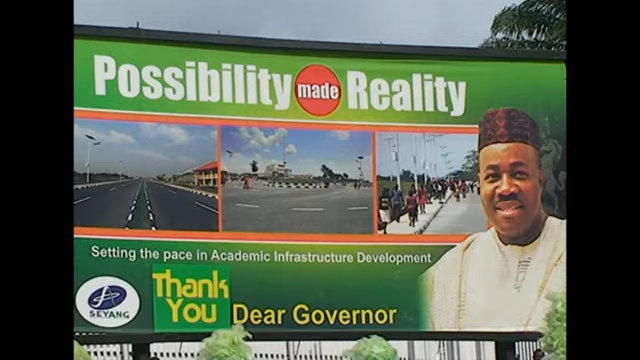 Possibility made Reality
Setting the pace in Academic Infrastructure Development
SEYANG
Thank
You Dear Governor